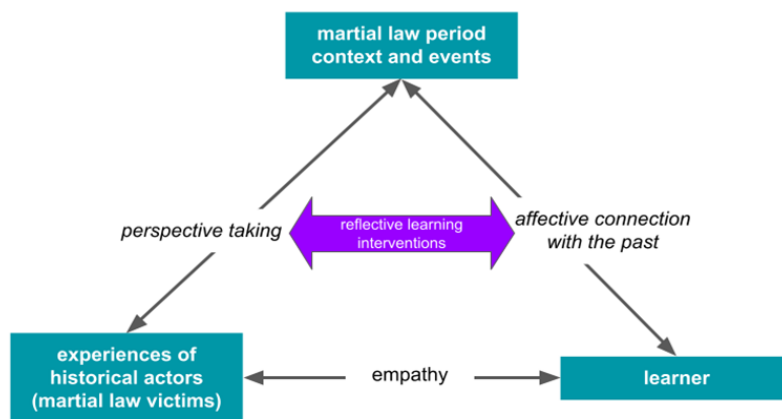 martial law period
context and events
perspective taking
reflective learning
interventions
affective connection
with the past
experiences of
historical actors
(martial law victims)
empathy
learner